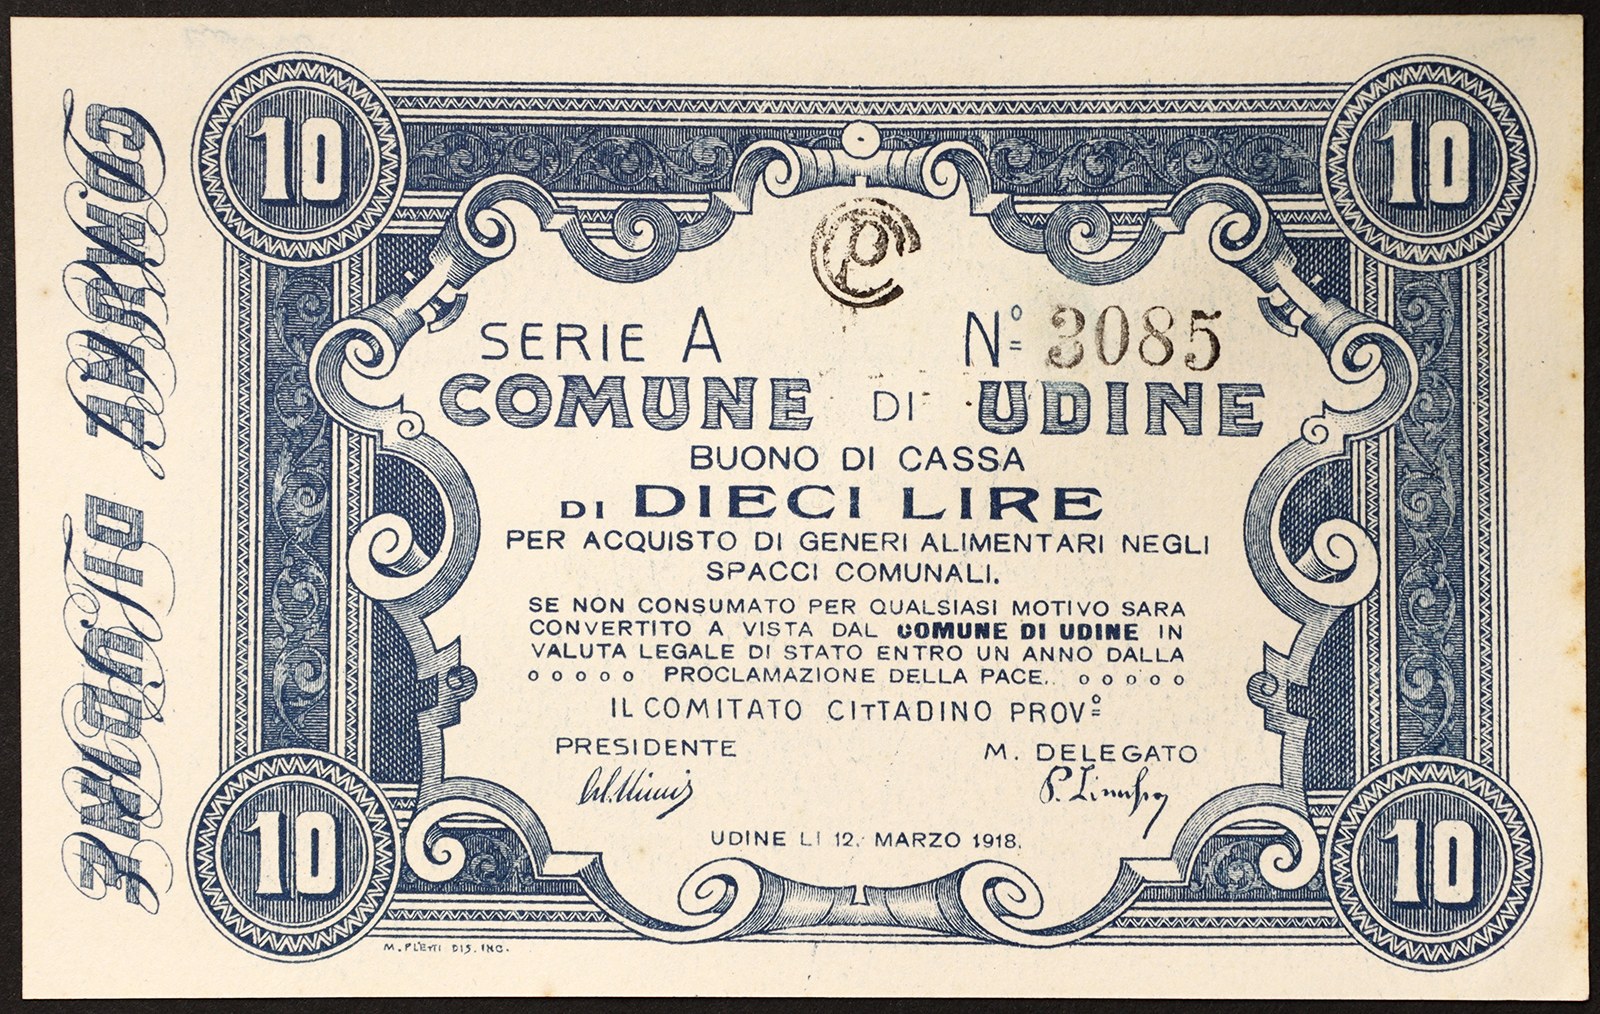 COMUNE DI UDINE
10
10
SERIE A Nº 3085
COMUNE DI UDINE
BUONO DI CASSA
DI DIECI LIRE
PER ACQUISTO DI GENERI ALIMENTARI NEGLI
SPACCI COMUNALI.
SE NON CONSUMATO PER QUALSIASI MOTIVO SARA
CONVERTITO A VISTA DAL COMUNE DI UDINE IN
VALUTA LEGALE DI STATO ENTRO UN ANNO DALLA
o o o o o PROCLAMAZIONE DELLA PACE. o o o o o
IL COMITATO CITTADINO PROVº
PRESIDENTE M. DELEGATO
UDINE LI 12. MARZO 1918.
10
10
M. PLETTI DIS. INC.